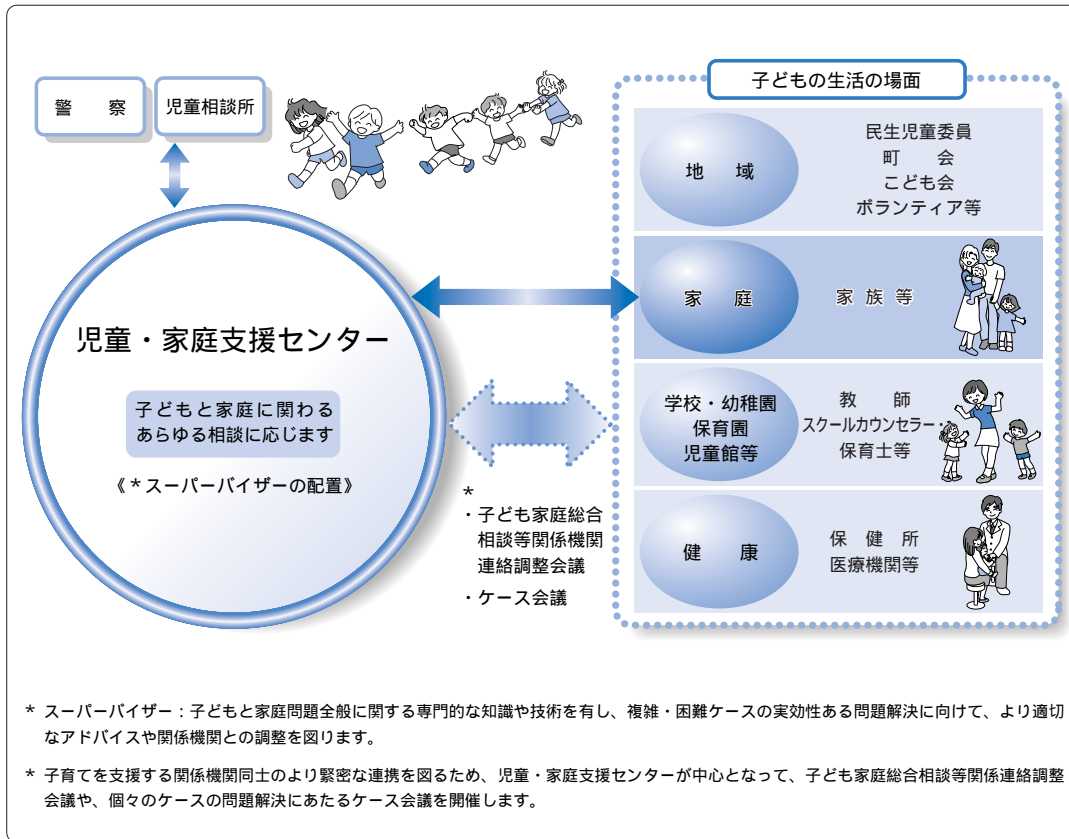 警　察
児童相談所
子どもの生活の場面
地　域
民生児童委員
町　会
こども会
ボランティア等
家　庭
家 族 等
児童・家庭支援センター
子どもと家庭に関わる
あらゆる相談に応じます
《*スーパーバイザーの配置》
学校・幼稚園
保育園
児童館等
教　師
スクールカウンセラー・
保育士等
*
・子ども家庭総合
相談等関係機関
連絡調整会議
・ケース会議
健　康
保 健 所
医療機関等
* スーパーバイザー：子どもと家庭問題全般に関する専門的な知識や技術を有し、複雑・困難ケースの実効性ある問題解決に向けて、より適切
なアドバイスや関係機関との調整を図ります。
* 子育てを支援する関係機関同士のより緊密な連携を図るため、児童・家庭支援センターが中心となって、子ども家庭総合相談等関係連絡調整
会議や、個々のケースの問題解決にあたるケース会議を開催します。